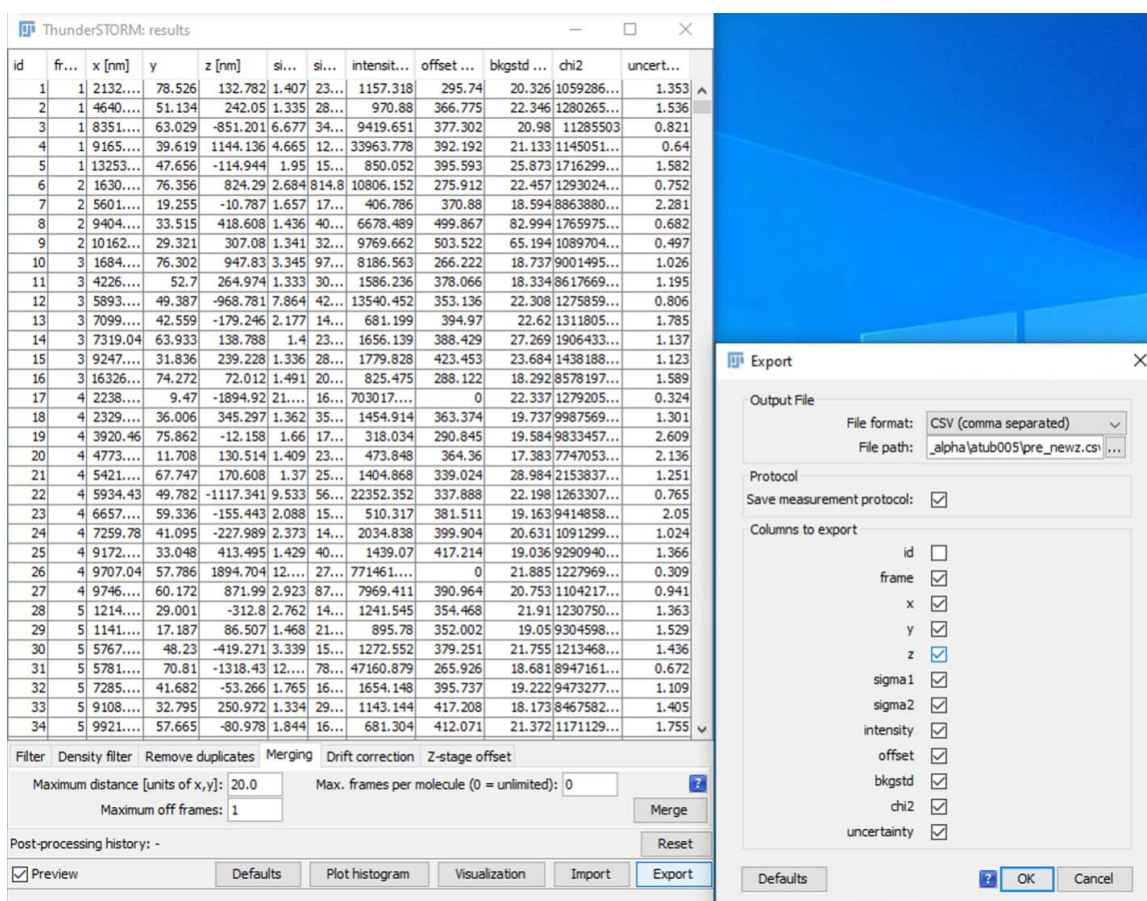 ThunderSTORM: results
id fr... x [nm] y z [nm] si... si... intensit... offset ... bkgstd ... chi2 uncert...
1 1 2132.... 78.526 132.782 1.407 23... 1157.318 295.74 20.326 1059286... 1.353
2 1 4640.... 51.134 242.05 1.335 28... 970.88 366.775 22.346 1280265... 1.536
3 1 8351.... 63.029 -851.201 6.677 34... 9419.651 377.302 20.98 11285503 0.821
4 1 9165.... 39.619 1144.136 4.665 12... 33963.778 392.192 21.133 1145051... 0.64
5 1 13253... 47.656 -114.944 1.95 15... 850.052 395.593 25.873 1716299... 1.582
6 2 1630.... 76.356 824.29 2.684 814.8 10806.152 275.912 22.457 1293024... 0.752
7 2 5601.... 19.255 -10.787 1.657 17... 406.786 370.88 18.594 8863880... 2.281
8 2 9404.... 33.515 418.608 1.436 40... 6678.489 499.867 82.994 1765975... 0.682
9 2 10162... 29.321 307.08 1.341 32... 9769.662 503.522 65.194 1089704... 0.497
10 3 1684.... 76.302 947.83 3.345 97... 8186.563 266.222 18.737 9001495... 1.026
11 3 4226.... 52.7 264.974 1.333 30... 1586.236 378.066 18.334 8617669... 1.195
12 3 5893.... 49.387 -968.781 7.864 42... 13540.452 353.136 22.308 1275859... 0.806
13 3 7099.... 42.559 -179.246 2.177 14... 681.199 394.97 22.62 1311805... 1.785
14 3 7319.04 63.933 138.788 1.4 23... 1656.139 388.429 27.269 1906433... 1.137
15 3 9247.... 31.836 239.228 1.336 28... 1779.828 423.453 23.684 1438188... 1.123
16 3 16326... 74.272 72.012 1.491 20... 825.475 288.122 18.292 8578197... 1.589
17 4 2238.... 9.47 -1894.92 21.... 16... 703017.... 0 22.337 1279205... 0.324
18 4 2329.... 36.006 345.297 1.362 35... 1454.914 363.374 19.737 9987569... 1.301
19 4 3920.46 75.862 -12.158 1.66 17... 318.034 290.845 19.584 9833457... 2.609
20 4 4773.... 11.708 130.514 1.409 23... 473.848 364.36 17.383 7747053... 2.136
21 4 5421.... 67.747 170.608 1.37 25... 1404.868 339.024 28.984 2153837... 1.251
22 4 5934.43 49.782 -1117.341 9.533 56... 22352.352 337.888 22.198 1263307... 0.765
23 4 6657.... 59.336 -155.443 2.088 15... 510.317 381.511 19.163 9414858... 2.05
24 4 7259.78 41.095 -227.989 2.373 14... 2034.838 399.904 20.631 1091299... 1.024
25 4 9172.... 33.048 413.495 1.429 40... 1439.07 417.214 19.036 9290940... 1.366
26 4 9707.04 57.786 1894.704 12.... 27... 771461.... 0 21.885 1227969... 0.309
27 4 9746.... 60.172 871.99 2.923 87... 7969.411 390.964 20.753 1104217... 0.941
28 5 1214.... 29.001 -312.8 2.762 14... 1241.545 354.468 21.91 1230750... 1.363
29 5 1141.... 17.187 86.507 1.468 21... 895.78 352.002 19.05 9304598... 1.529
30 5 5767.... 48.23 -419.271 3.339 15... 1272.552 379.251 21.755 1213468... 1.436
31 5 5781.... 70.81 -1318.43 12.... 78... 47160.879 265.926 18.681 8947161... 0.672
32 5 7285.... 41.682 -53.266 1.765 16... 1654.148 395.737 19.222 9473277... 1.109
33 5 9108.... 32.795 250.972 1.334 29... 1143.144 417.208 18.173 8467582... 1.405
34 5 9921.... 57.665 -80.978 1.844 16... 681.304 412.071 21.372 1171129... 1.755
Filter Density filter Remove duplicates Merging Drift correction Z-stage offset
Maximum distance [units of x,y]: 20.0 Max. frames per molecule (0 = unlimited): 0 ?
Maximum off frames: 1 Merge
Post-processing history: - Reset
Preview Defaults Plot histogram Visualization Import Export
Export
Output File
File format: CSV (comma separated)
File path: _alpha\atub005\pre_newz.csv ...
Protocol
Save measurement protocol:
Columns to export
id
frame
x
y
z
sigma1
sigma2
intensity
offset
bkgstd
chi2
uncertainty
Defaults ? OK Cancel